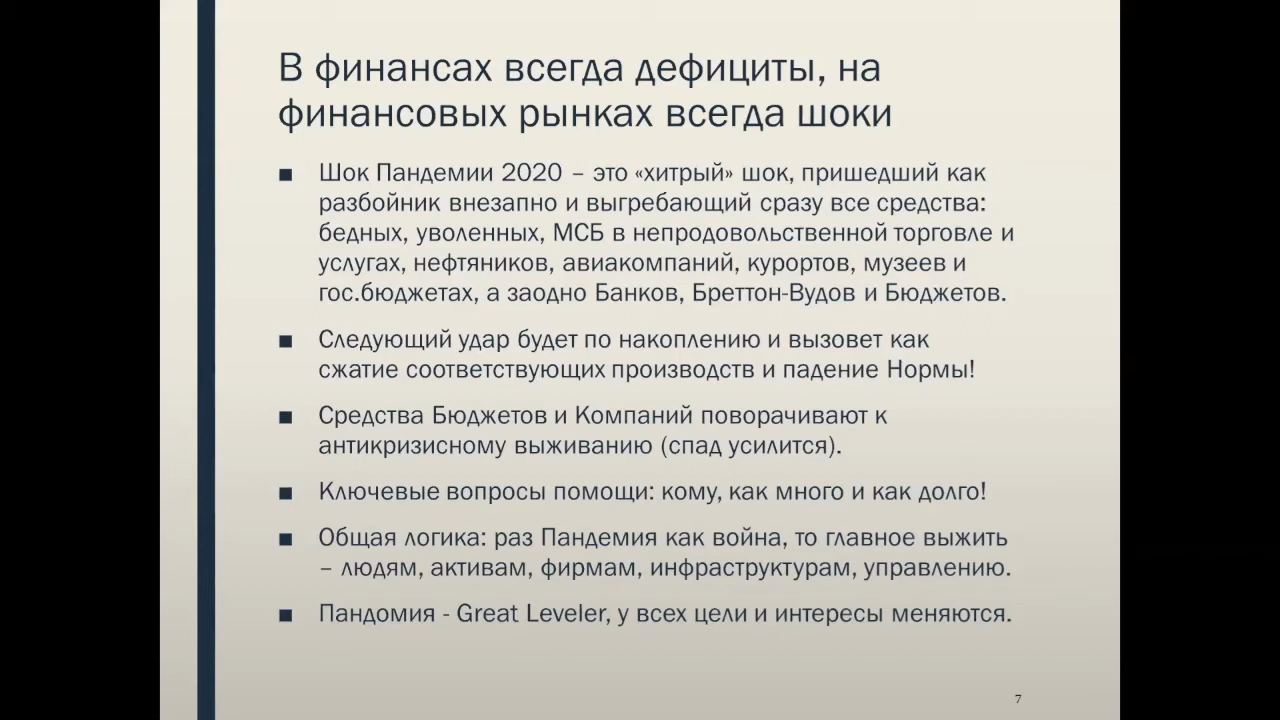 В финансах всегда дефициты, на
финансовых рынках всегда шоки
■ Шок Пандемии 2020 – это «хитрый» шок, пришедший как
разбойник внезапно и выгребающий сразу все средства:
бедных, уволенных, МСБ в непродовольственной торговле и
услугах, нефтяников, авиакомпаний, курортов, музеев и
гос.бюджетах, а заодно Банков, Бреттон-Вудов и Бюджетов.
■ Следующий удар будет по накоплению и вызовет как
сжатие соответствующих производств и падение Нормы!
■ Средства Бюджетов и Компаний поворачивают к
антикризисному выживанию (спад усилится).
■ Ключевые вопросы помощи: кому, как много и как долго!
■ Общая логика: раз Пандемия как война, то главное выжить
– людям, активам, фирмам, инфраструктурам, управлению.
■ Пандомия - Great Leveler, у всех цели и интересы меняются.
7